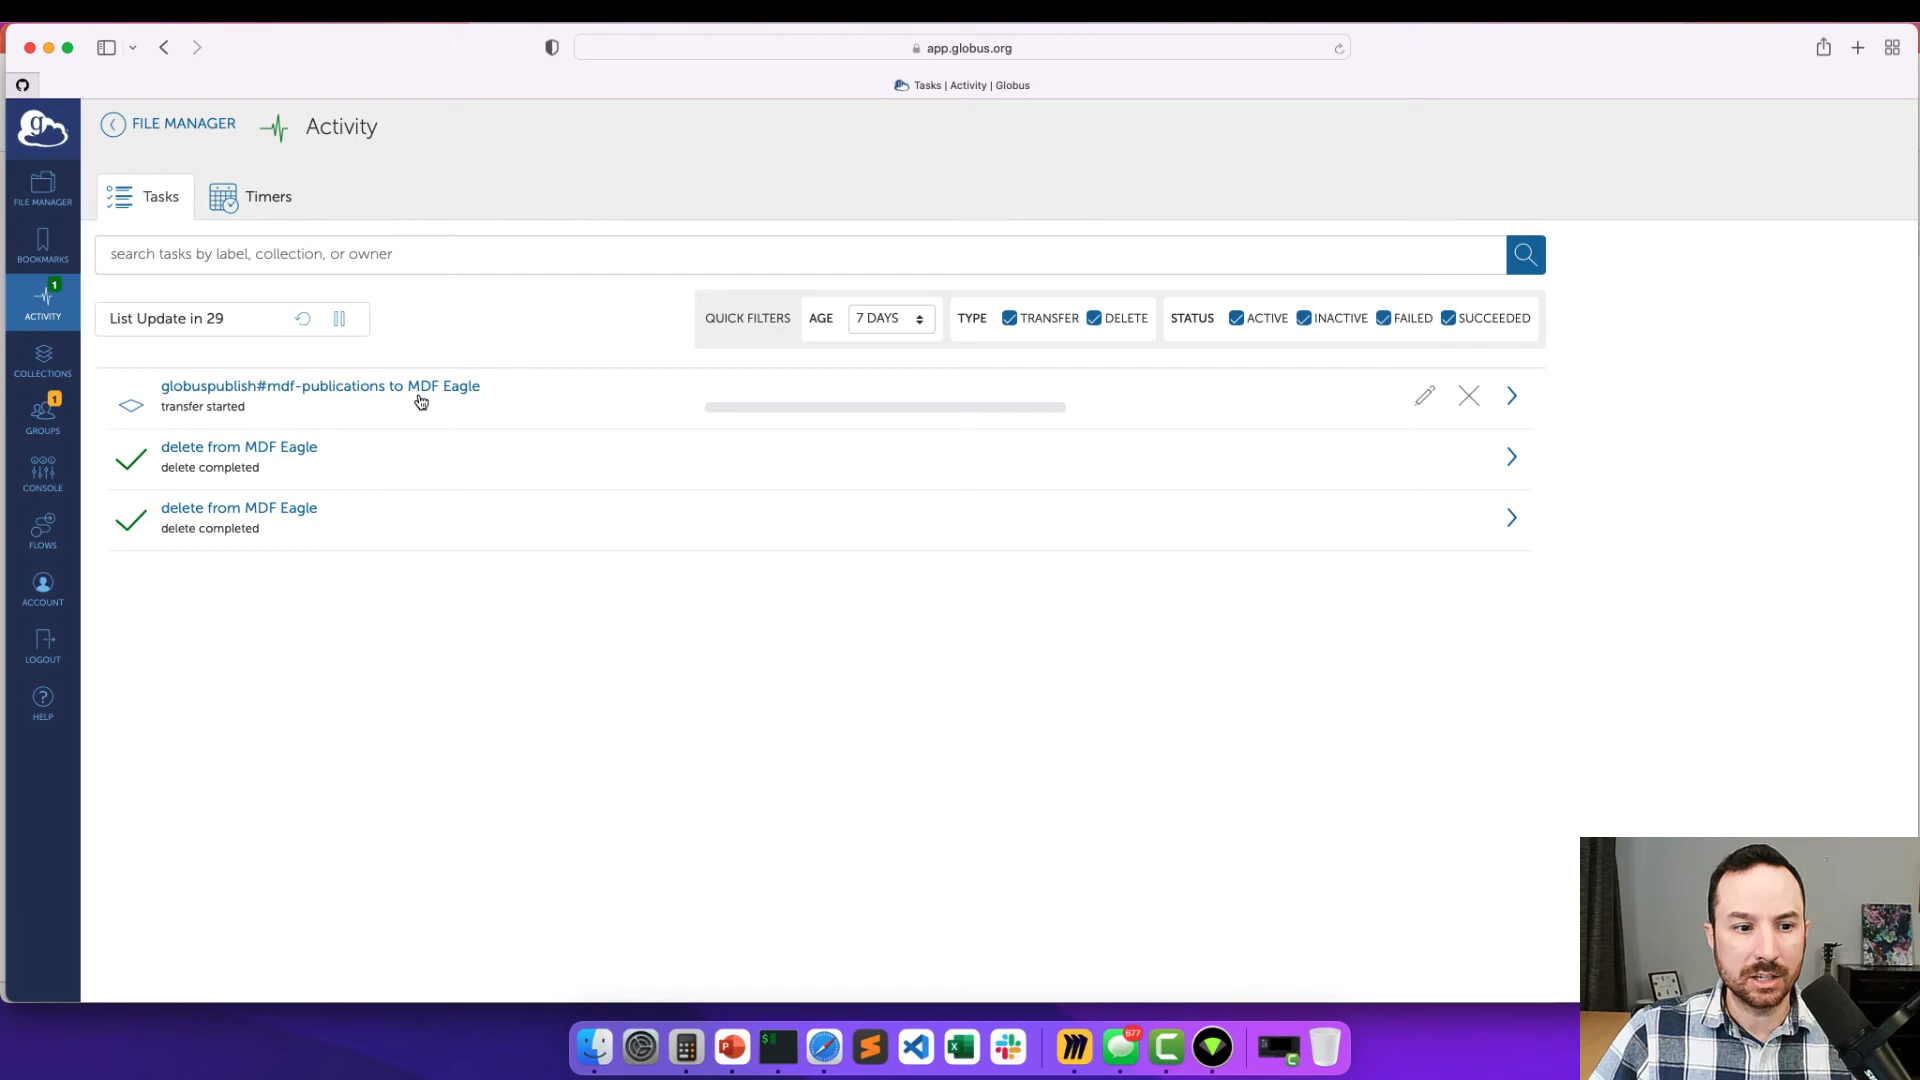 app.globus.org
Tasks | Activity | Globus
g
FILE MANAGER
Activity
FILE MANAGER
Tasks
Timers
BOOKMARKS
search tasks by label, collection, or owner
1
ACTIVITY
List Update in 29
QUICK FILTERS AGE 7 DAYS TYPE TRANSFER DELETE STATUS ACTIVE INACTIVE FAILED SUCCEEDED
COLLECTIONS
globuspublish#mdf-publications to MDF Eagle
transfer started
1
GROUPS
delete from MDF Eagle
delete completed
CONSOLE
delete from MDF Eagle
delete completed
FLOWS
ACCOUNT
LOGOUT
?
HELP
677